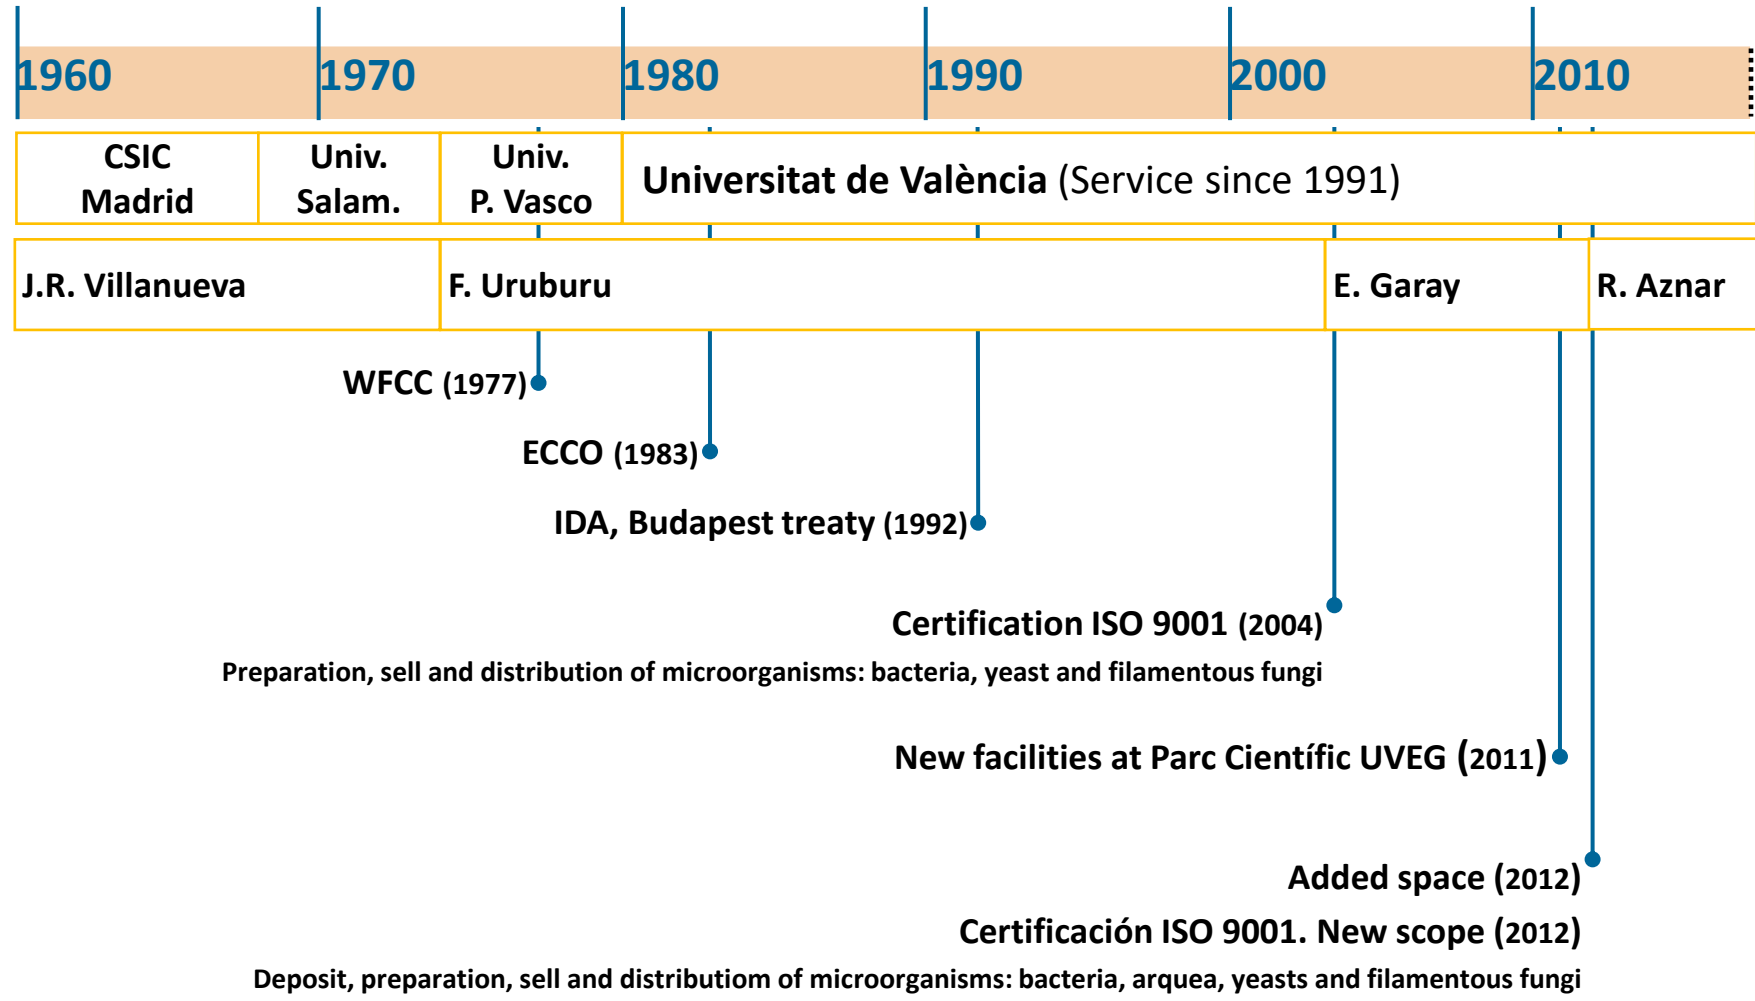 1960 1970 1980 1990 2000 2010
CSIC
Madrid
Univ.
Salam.
Univ.
P. Vasco
Universitat de València (Service since 1991)
J.R. Villanueva
F. Uruburu
E. Garay
R. Aznar
WFCC (1977)
ECCO (1983)
IDA, Budapest treaty (1992)
Certification ISO 9001 (2004)
Preparation, sell and distribution of microorganisms: bacteria, yeast and filamentous fungi
New facilities at Parc Científic UVEG (2011)
Added space (2012)
Certificación ISO 9001. New scope (2012)
Deposit, preparation, sell and distributiom of microorganisms: bacteria, arquea, yeasts and filamentous fungi